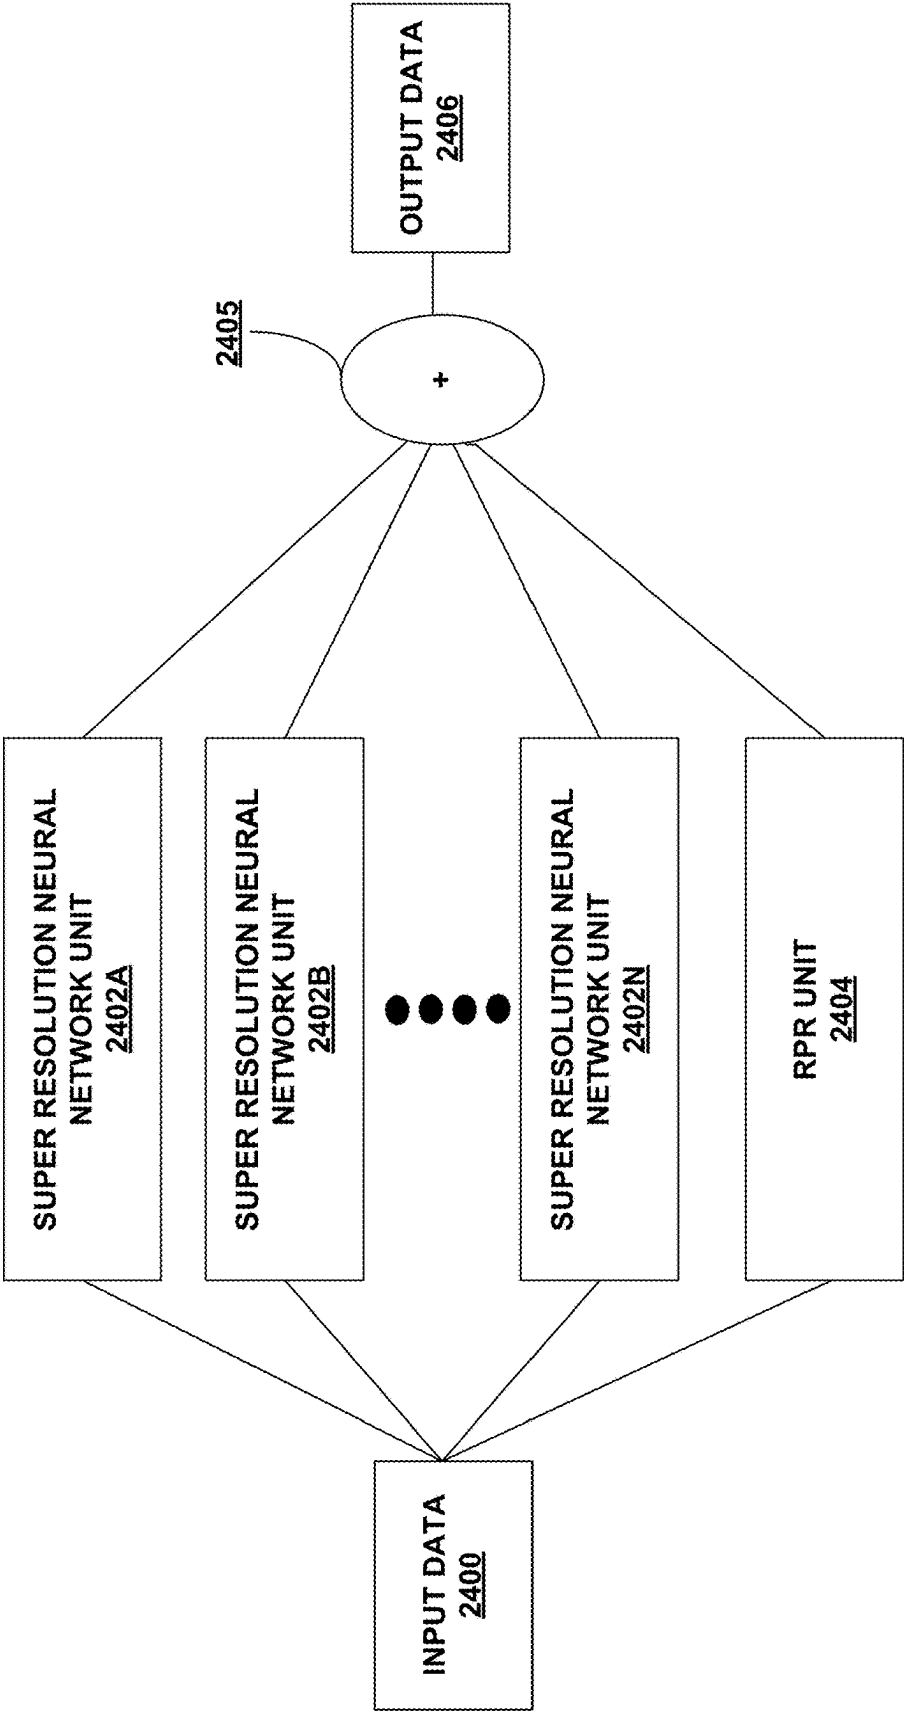 INPUT DATA
2400
SUPER RESOLUTION NEURAL
NETWORK UNIT
2402A
SUPER RESOLUTION NEURAL
NETWORK UNIT
2402B
SUPER RESOLUTION NEURAL
NETWORK UNIT
2402N
RPR UNIT
2404
2405
+
OUTPUT DATA
2406